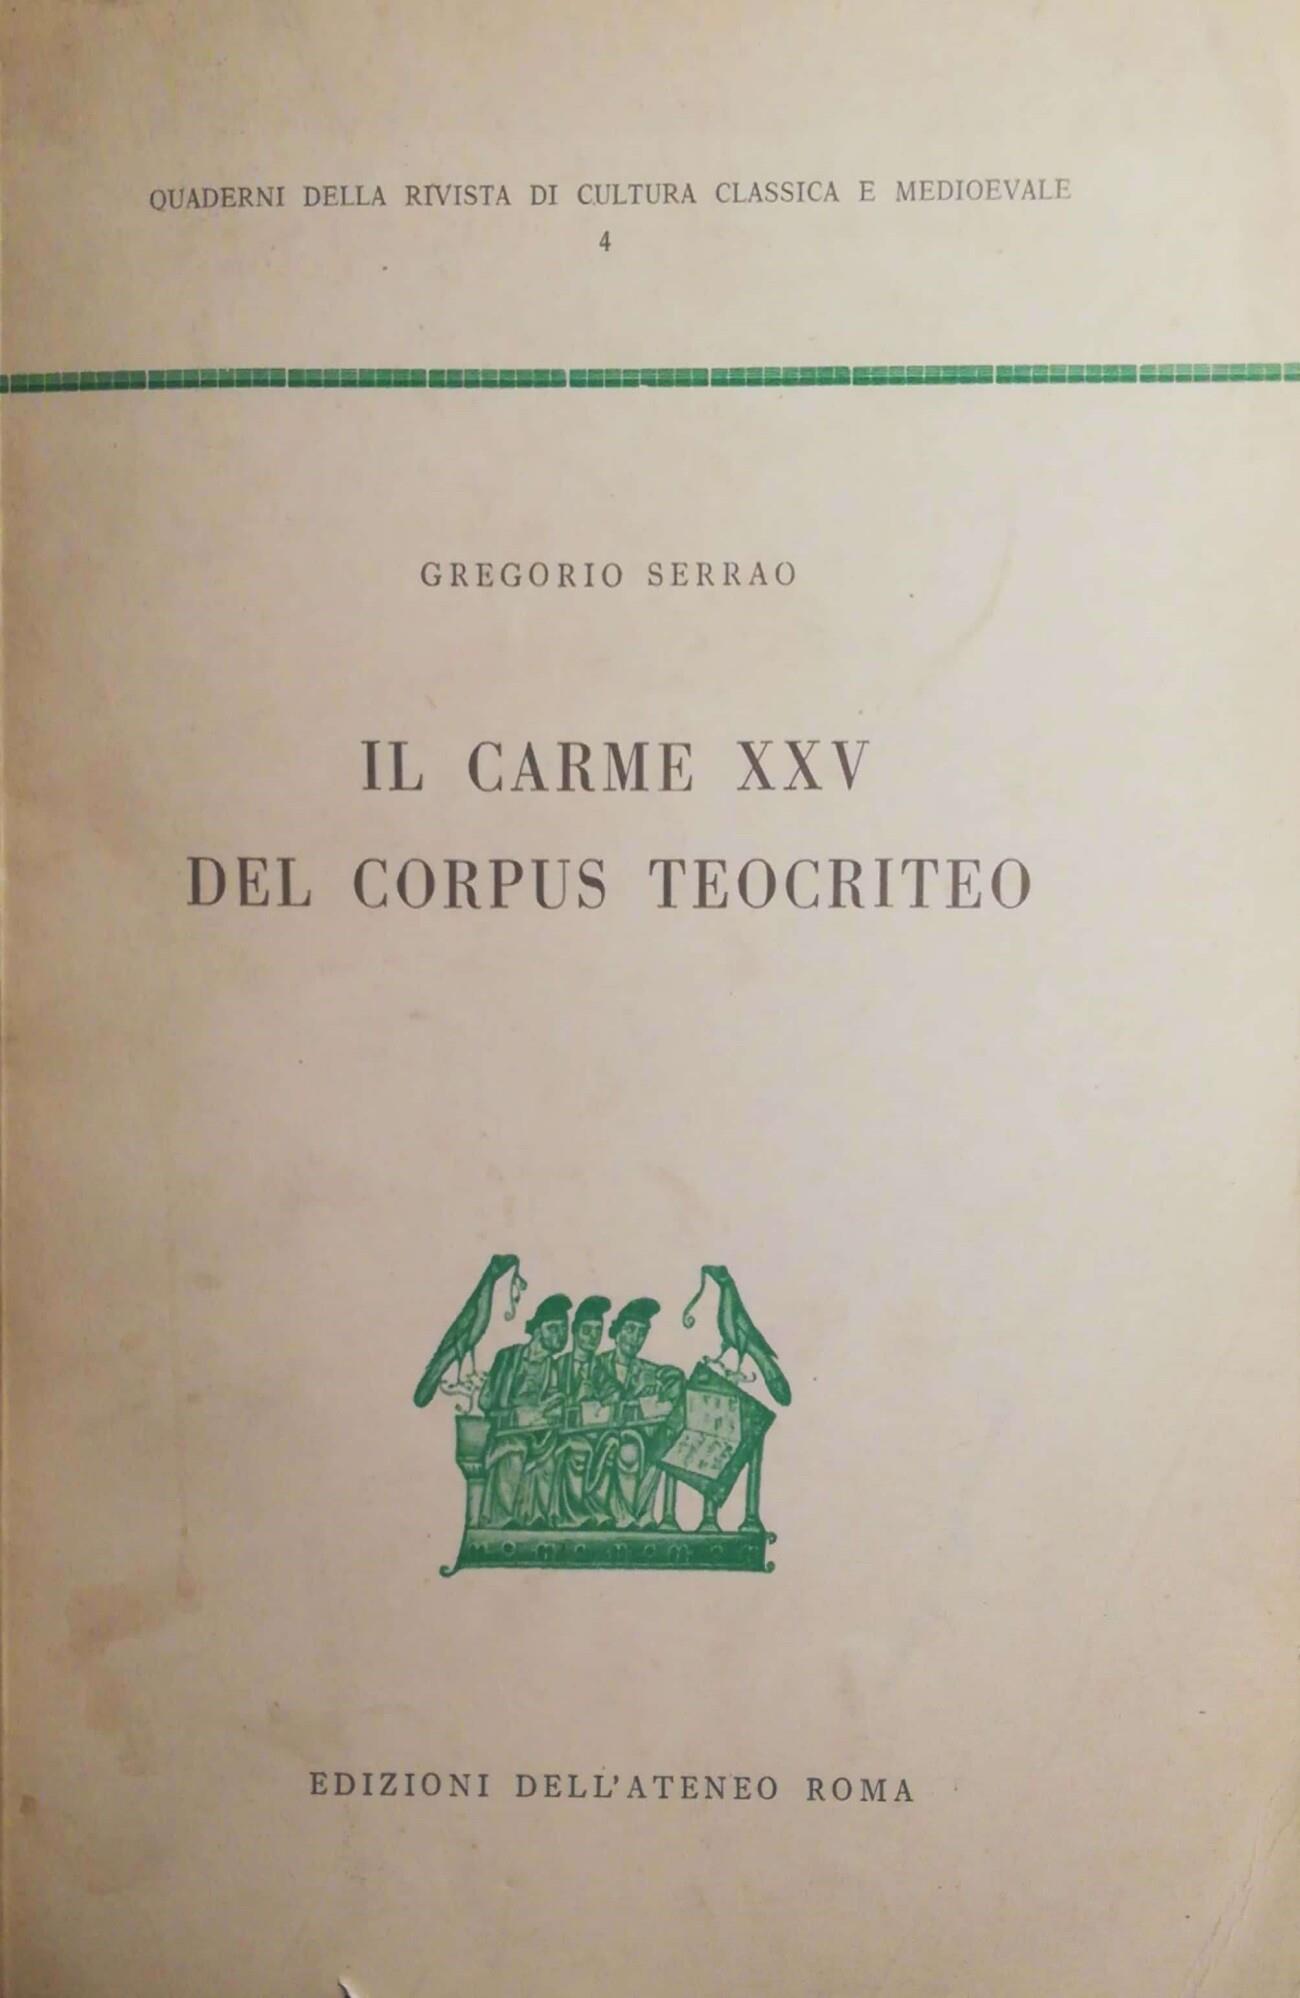 QUADERNI DELLA RIVISTA DI CULTURA CLASSICA E MEDIOEVALE
4
GREGORIO SERRAO
IL CARME XXV
DEL CORPUS TEOCRITEO
EDIZIONI DELL'ATENEO ROMA